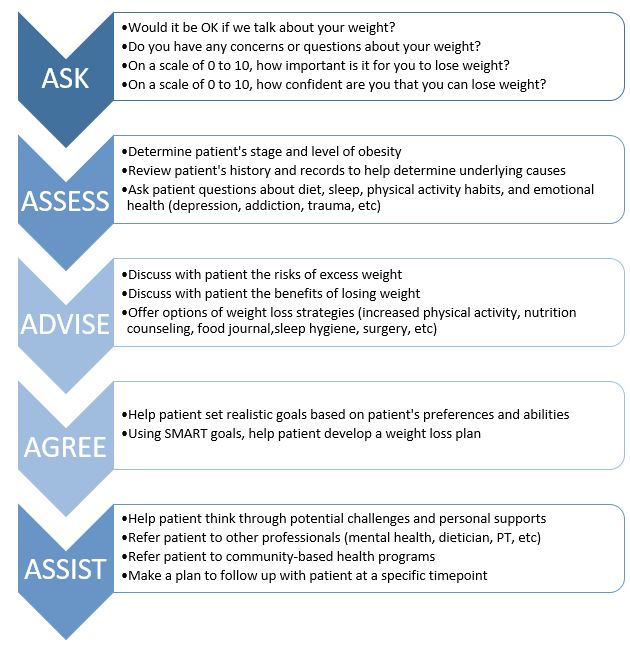 ASK
•Would it be OK if we talk about your weight?
•Do you have any concerns or questions about your weight?
•On a scale of 0 to 10, how important is it for you to lose weight?
•On a scale of 0 to 10, how confident are you that you can lose weight?
ASSESS
•Determine patient's stage and level of obesity
•Review patient's history and records to help determine underlying causes
•Ask patient questions about diet, sleep, physical activity habits, and emotional
health (depression, addiction, trauma, etc)
ADVISE
•Discuss with patient the risks of excess weight
•Discuss with patient the benefits of losing weight
•Offer options of weight loss strategies (increased physical activity, nutrition
counseling, food journal,sleep hygiene, surgery, etc)
AGREE
•Help patient set realistic goals based on patient's preferences and abilities
•Using SMART goals, help patient develop a weight loss plan
ASSIST
•Help patient think through potential challenges and personal supports
•Refer patient to other professionals (mental health, dietician, PT, etc)
•Refer patient to community-based health programs
•Make a plan to follow up with patient at a specific timepoint